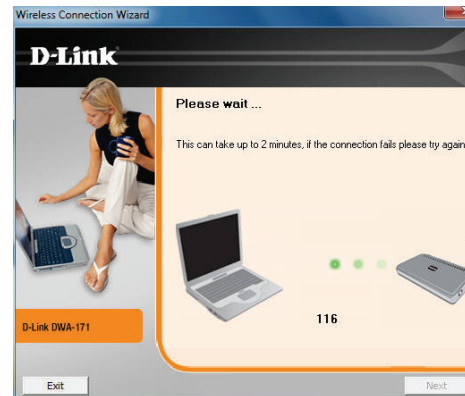 Wireless Connection Wizard
D-Link
Please wait ...
This can take up to 2 minutes, if the connection fails please try again
116
D-Link DWA-171
Exit
Next